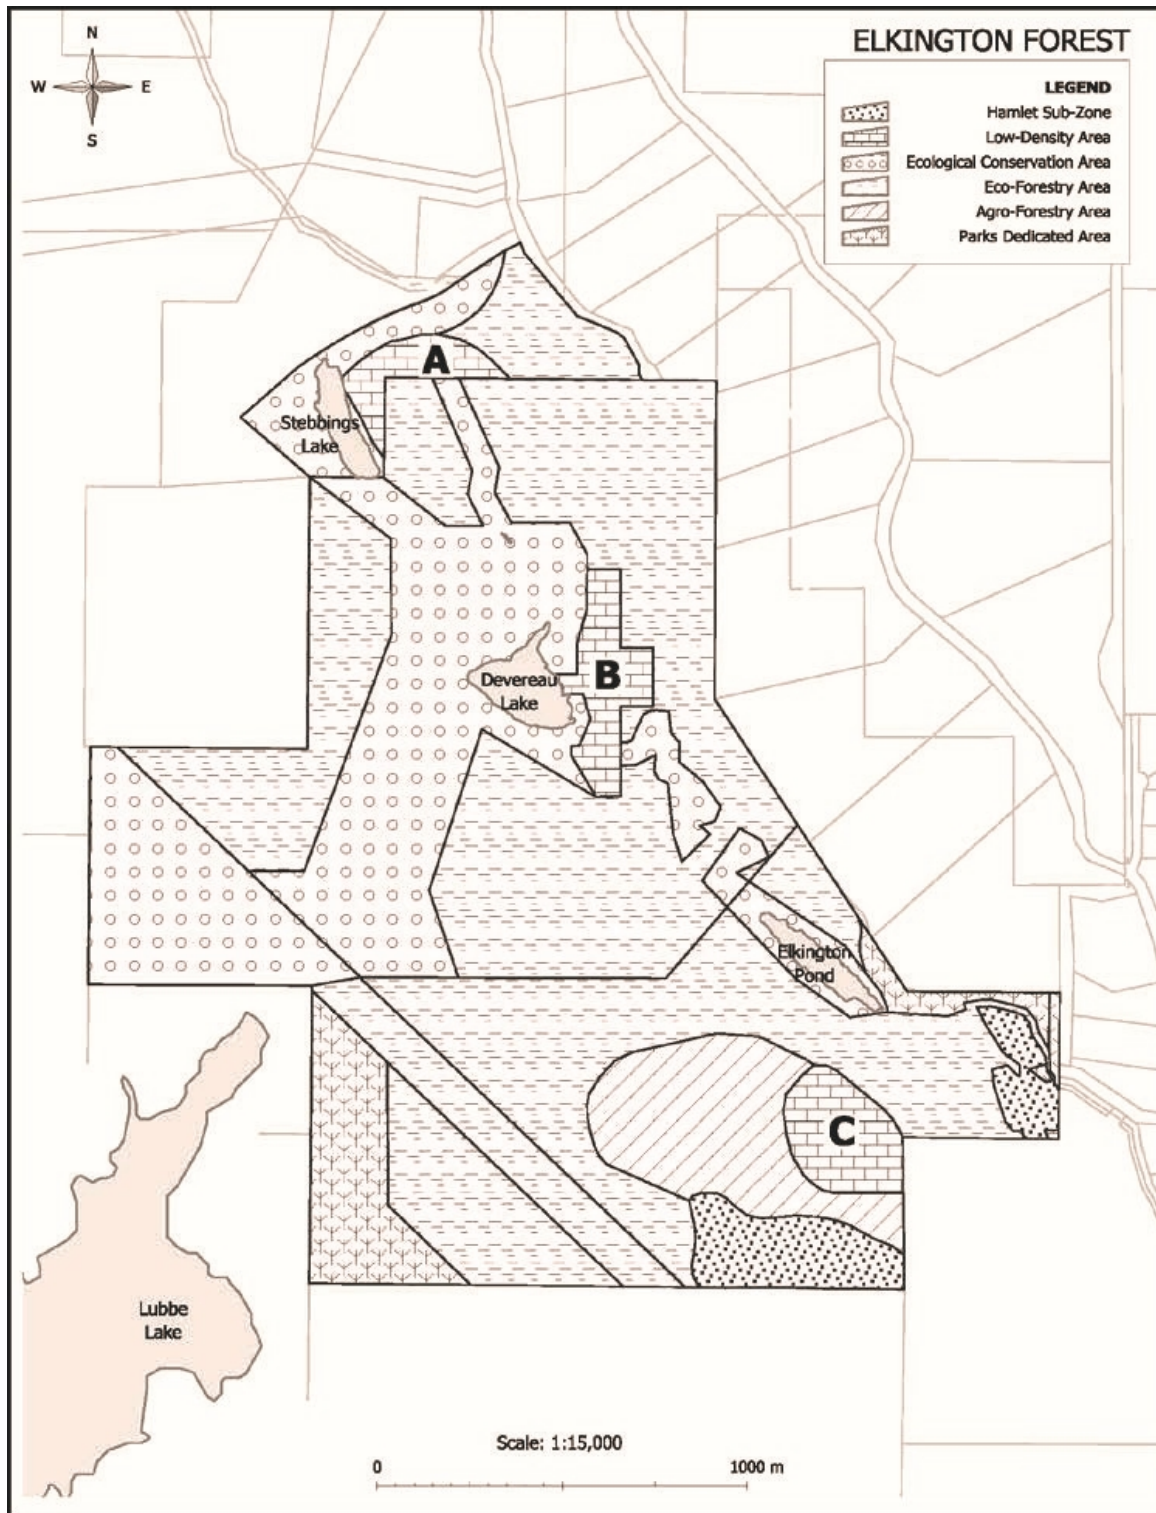 ELKINGTON FOREST
N
W E
S
LEGEND
Hamlet Sub-Zone
Low-Density Area
Ecological Conservation Area
Eco-Forestry Area
Agro-Forestry Area
Parks Dedicated Area
A
Stebbings
Lake
B
Devereau
Lake
Elkington
Pond
C
Lubbe
Lake
Scale: 1:15,000
0 1000 m